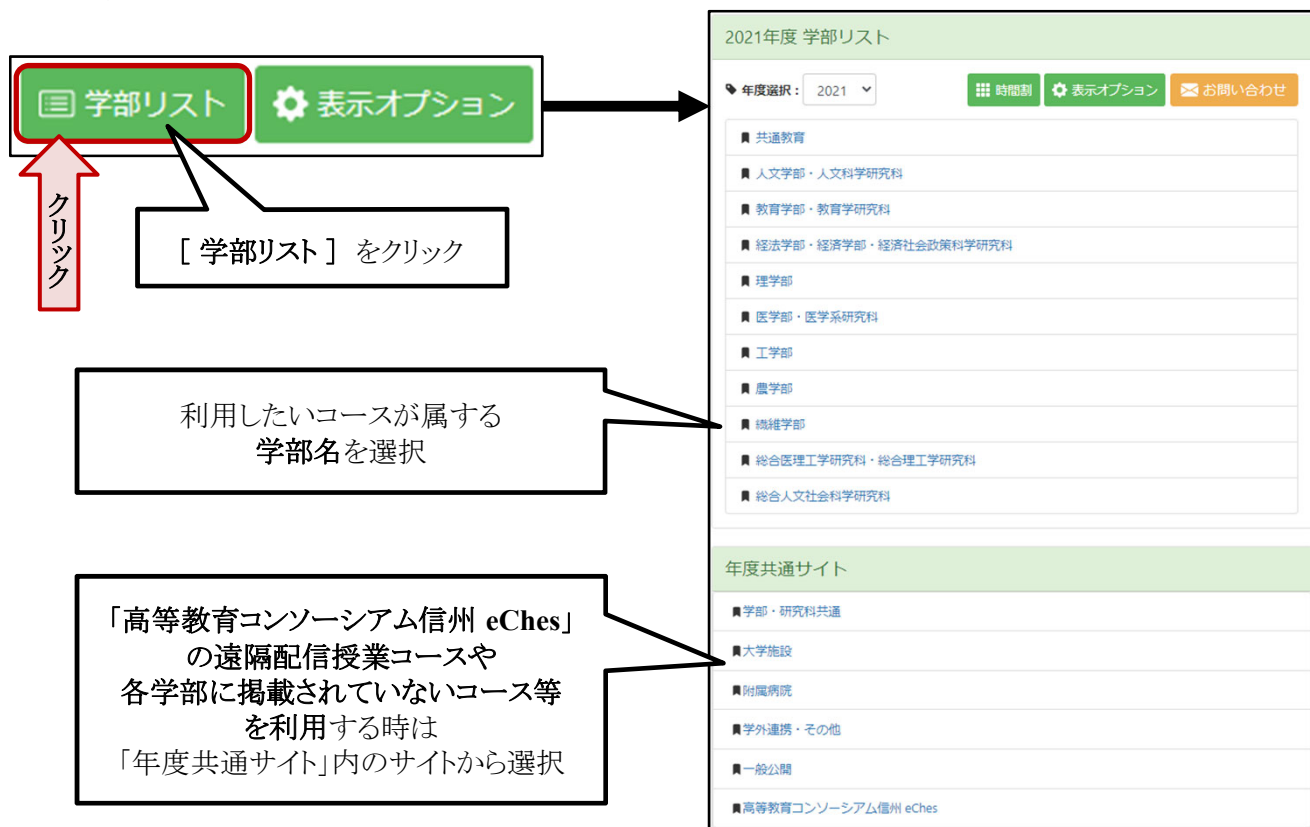 学部リスト
表示オプション
クリック
[ 学部リスト ] をクリック
利用したいコースが属する
学部名を選択
「高等教育コンソーシアム信州 eChes」
の遠隔配信授業コースや
各学部に掲載されていないコース等
を利用する時は
「年度共通サイト」内のサイトから選択
2021年度 学部リスト
年度選択： 2021
時間割
表示オプション
お問い合わせ
共通教育
人文学部・人文科学研究科
教育学部・教育学研究科
経法学部・経済学部・経済社会政策科学研究科
理学部
医学部・医学系研究科
工学部
農学部
繊維学部
総合医理工学研究科・総合理工学研究科
総合人文社会科学研究科
年度共通サイト
学部・研究科共通
大学施設
附属病院
学外連携・その他
一般公開
高等教育コンソーシアム信州 eChes